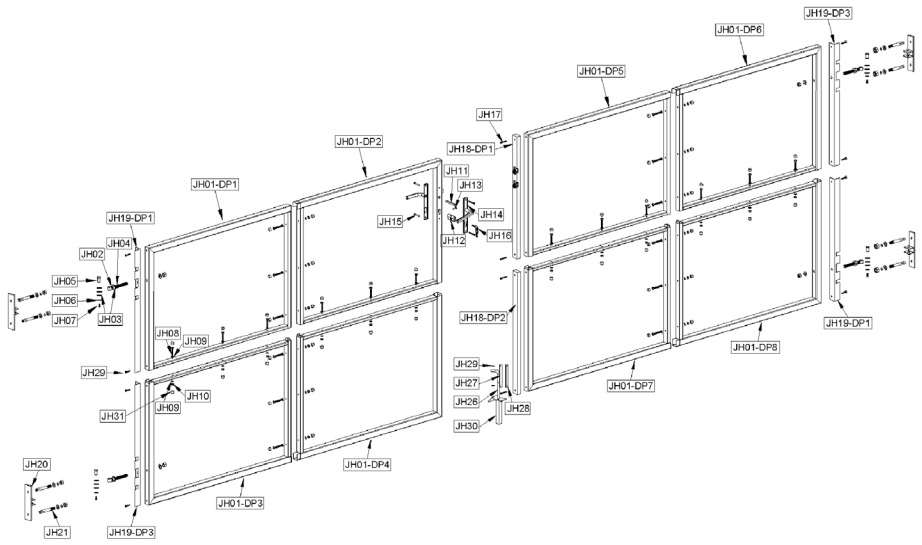 JH01-DP6
JH19-DP3
JH01-DP5
JH17
JH18-DP1
JH01-DP2
JH11
JH13
JH01-DP1
JH14
JH15
JH12
JH16
JH19-DP1
JH04
JH02
JH05
JH06
JH07
JH03
JH08
JH09
JH18-DP2
JH19-DP1
JH01-DP8
JH29
JH29
JH27
JH01-DP7
JH26
JH28
JH30
JH10
JH09
JH31
JH01-DP4
JH20
JH01-DP3
JH21
JH19-DP3